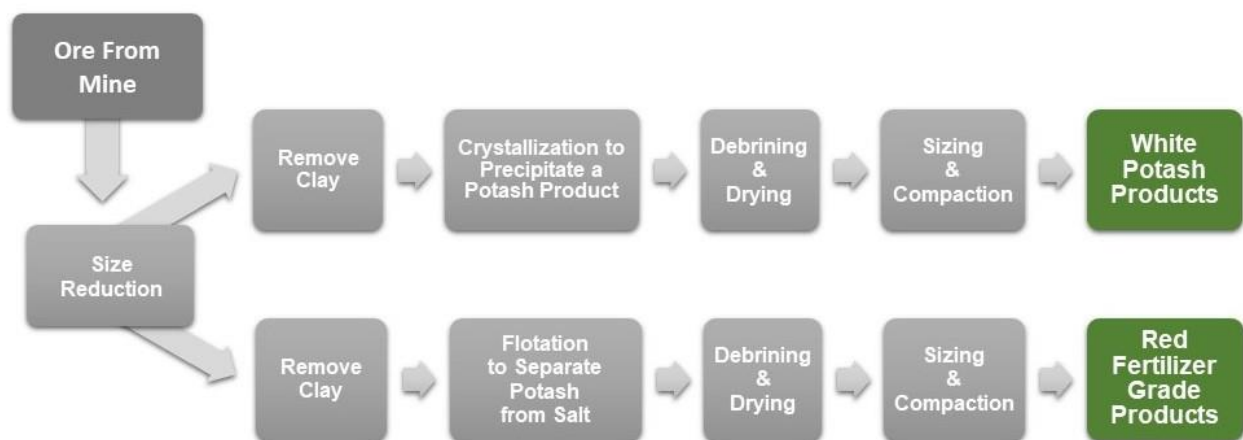 Ore From
Mine
Size
Reduction
Remove
Clay
Crystallization to
Precipitate a
Potash Product
Debrining
&
Drying
Sizing
&
Compaction
White
Potash
Products
Remove
Clay
Flotation
to Separate
Potash
from Salt
Debrining
&
Drying
Sizing
&
Compaction
Red
Fertilizer
Grade
Products